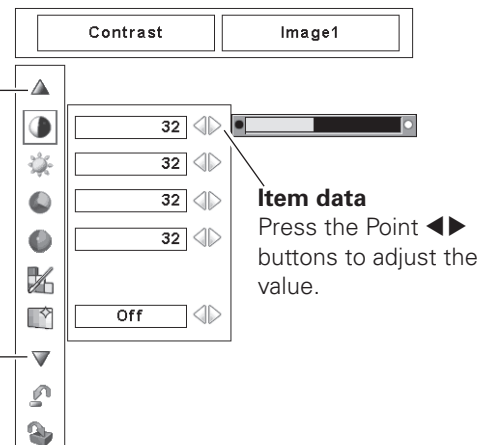 Contrast Image1
32
32
32
32
Off
Item data
Press the Point ◀▶
buttons to adjust the
value.